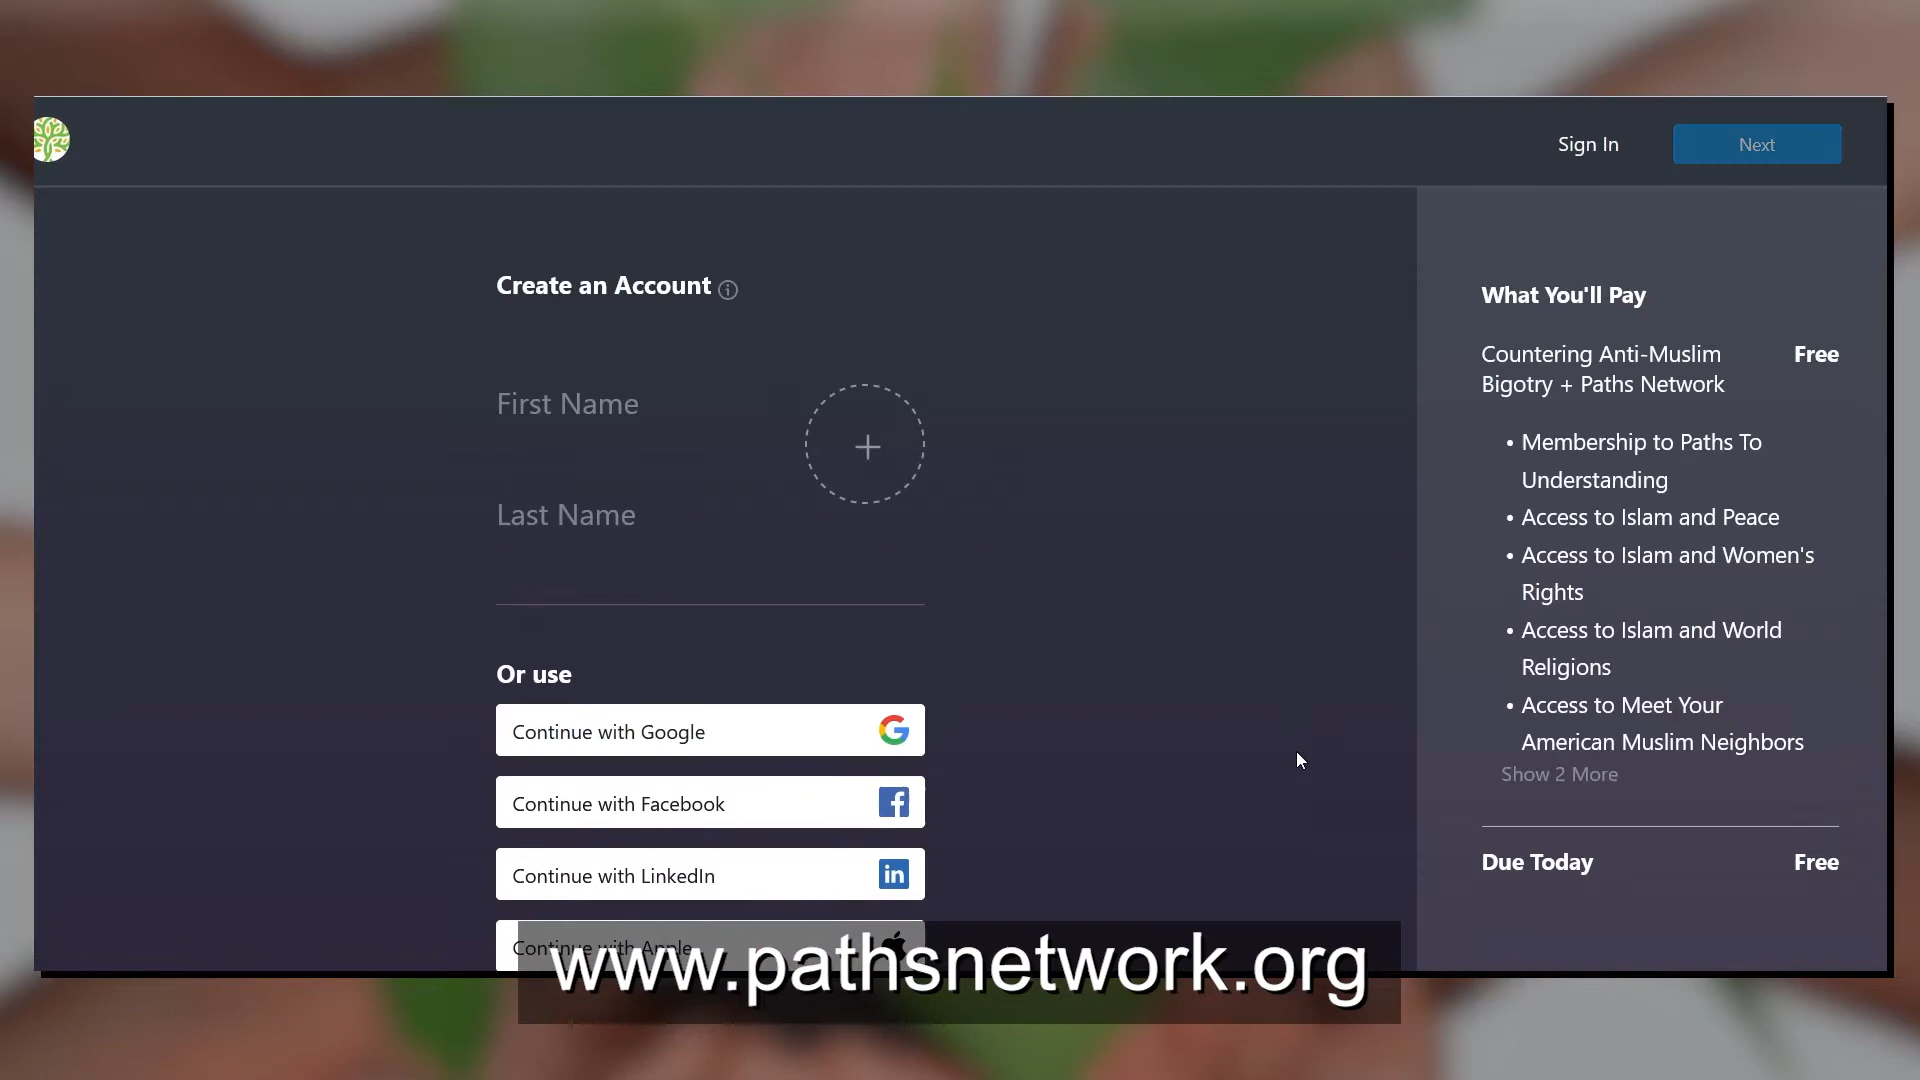 Sign In
Next
Create an Account
First Name
Last Name
Or use
Continue with Google
Continue with Facebook
Continue with LinkedIn
Continue with Apple
What You'll Pay
Countering Anti-Muslim
Bigotry + Paths Network
Free
• Membership to Paths To
Understanding
• Access to Islam and Peace
• Access to Islam and Women's
Rights
• Access to Islam and World
Religions
• Access to Meet Your
American Muslim Neighbors
Show 2 More
Due Today
Free
www.pathsnetwork.org